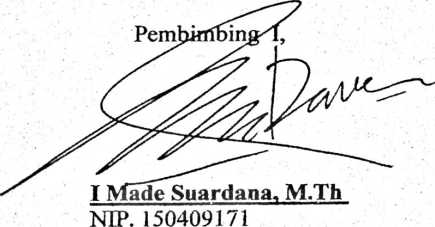 Pembimbing I,
I Made Suardana, M.Th
NIP. 150409171